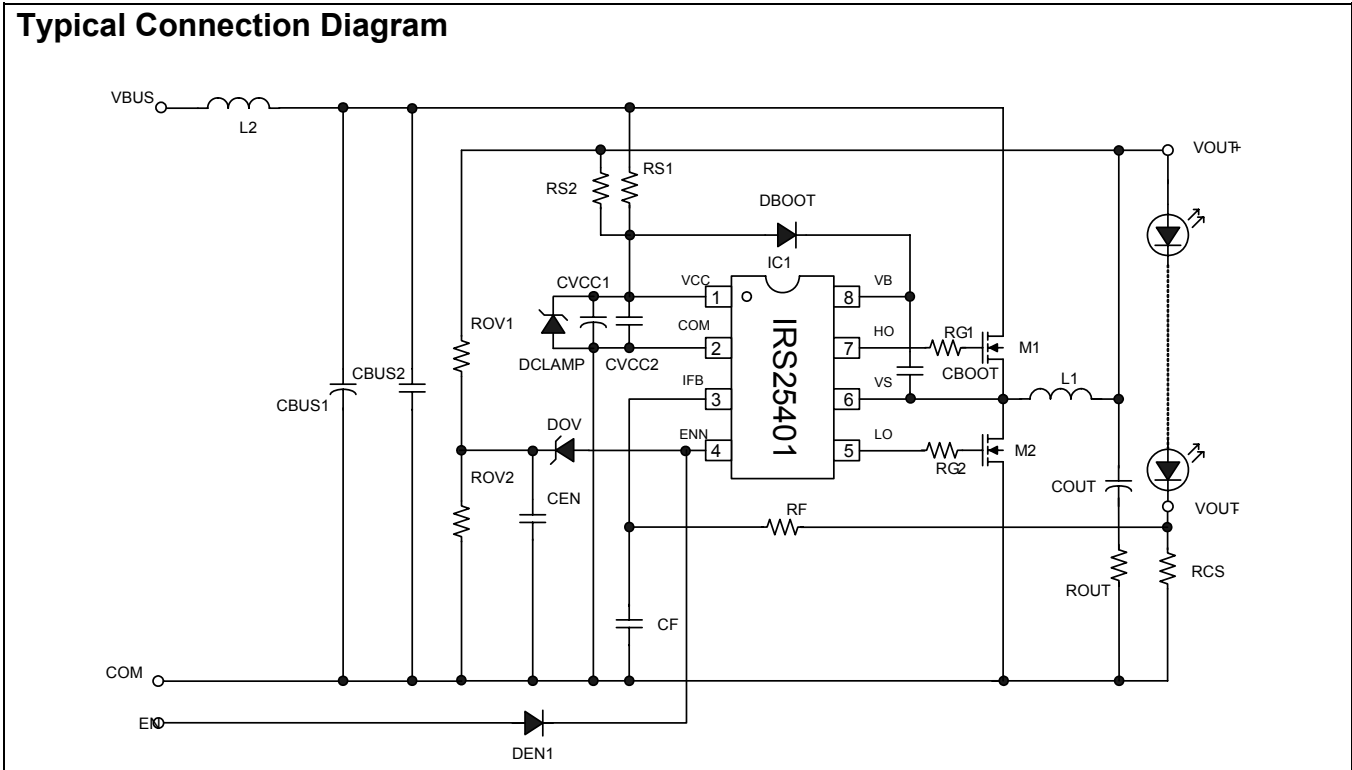 Typical Connection Diagram
VBUS
L2
VOUT+
RS1
RS2
DBOOT
IC1
CVCC1
VCC
1
8
VB
ROV1
COM
2
7
HO
RG1
M1
DCLAMP
CVCC2
IRS25401
CBOOT
CBUS2
IFB
3
6
VS
L1
CBUS1
DOV
ENN
4
5
LO
RG2
M2
ROV2
CEN
COUT
RF
VOUT-
ROUT
RCS
CF
COM
EN
DEN1